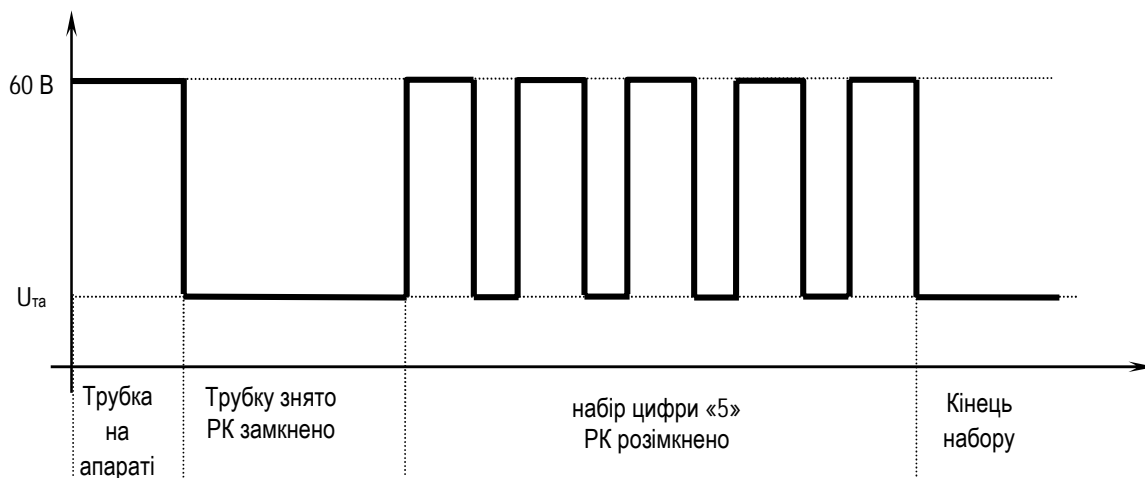 60 В
Uта
Трубка
на
апараті
Трубку знято
РК замкнено
набір цифри «5»
РК розімкнено
Кінець
набору